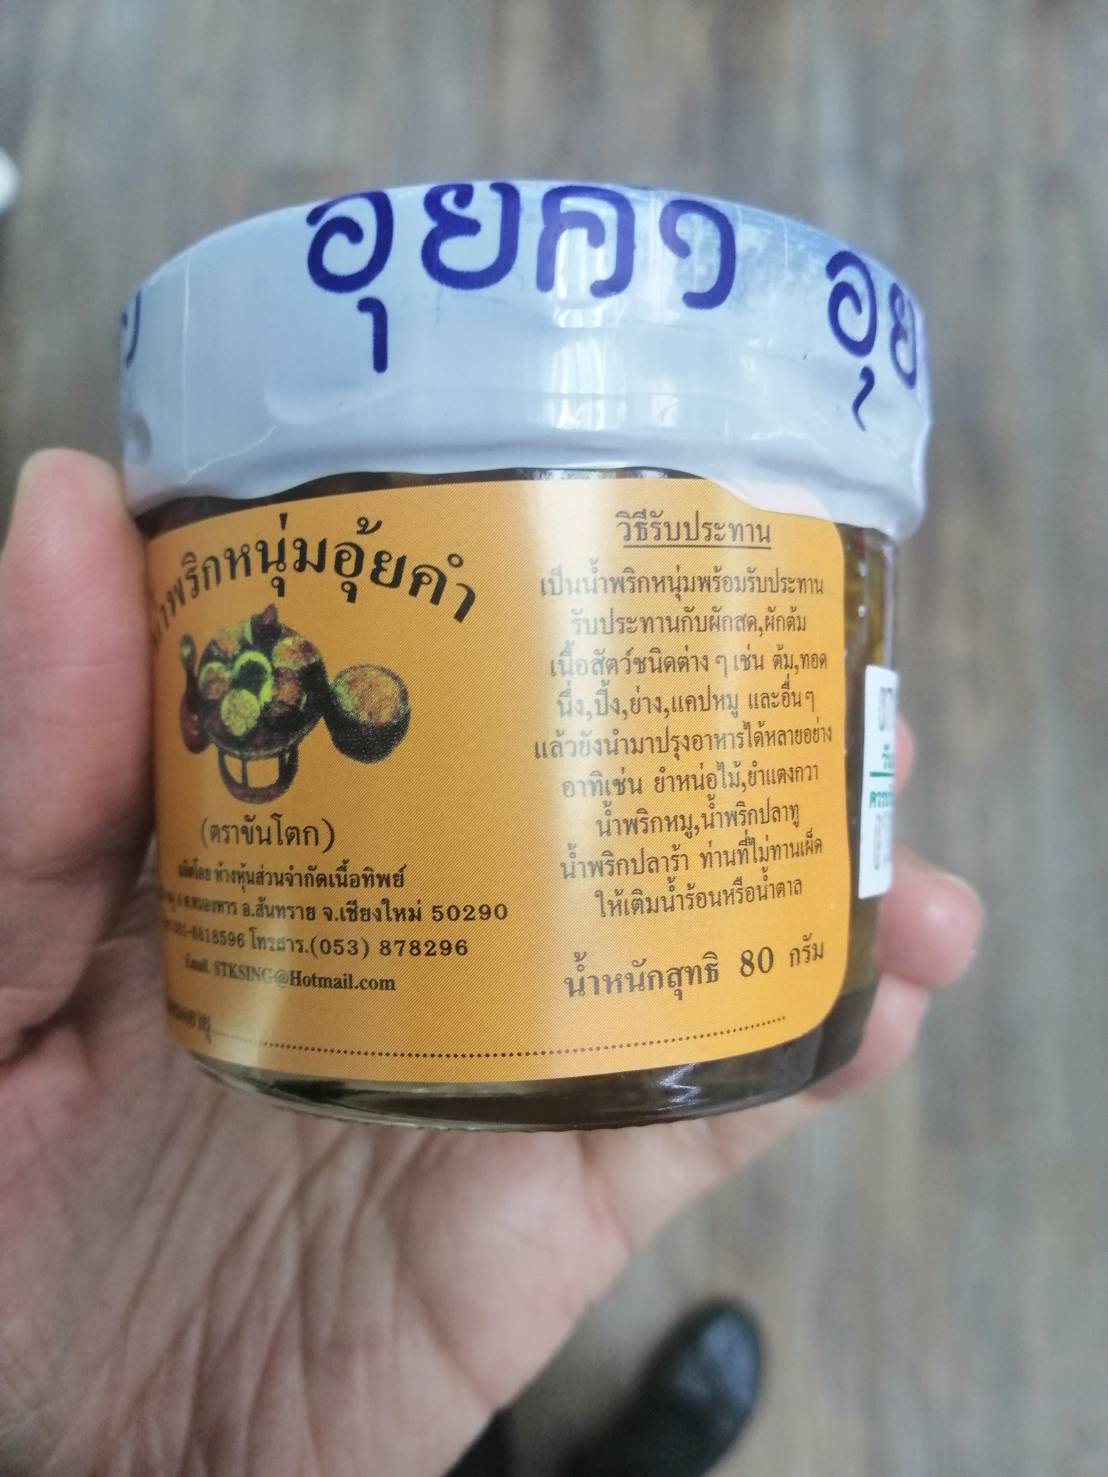 อุยคำ อุ
น้ำพริกหนุ่มอุ้ยคำ
(ตราขันโตก)
ผลิตโดย ห้างหุ้นส่วนจำกัดเนื้อทิพย์
อ.สันทราย จ.เชียงใหม่ 50290
081-8818596 โทรสาร.(053) 878296
Email. STKSING@Hotmail.com
วิธีรับประทาน
เป็นน้ำพริกหนุ่มพร้อมรับประทาน
รับประทานกับผักสด,ผักต้ม
เนื้อสัตว์ชนิดต่าง ๆ เช่น ต้ม,ทอด
นึ่ง,ปิ้ง,ย่าง,แคปหมู และอื่นๆ
แล้วยังนำมาปรุงอาหารได้หลายอย่าง
อาทิเช่น ยำหน่อไม้,ยำแตงกวา
น้ำพริกหมู,น้ำพริกปลาทู
น้ำพริกปลาร้า ท่านที่ไม่ทานเผ็ด
ให้เติมน้ำร้อนหรือน้ำตาล
น้ำหนักสุทธิ 80 กรัม